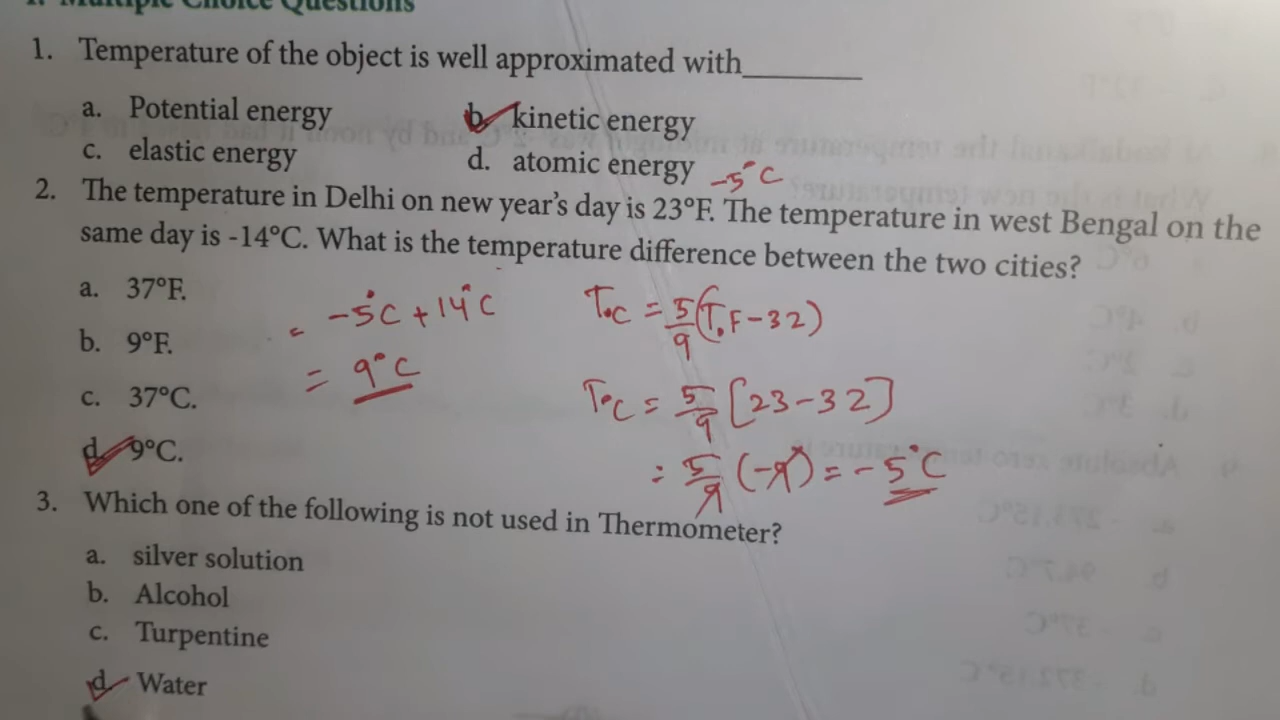 I. Multiple Choice Questions
1. Temperature of the object is well approximated with_______
a. Potential energy b. kinetic energy
c. elastic energy d. atomic energy -5°C
2. The temperature in Delhi on new year's day is 23°F. The temperature in west Bengal on the
same day is -14°C. What is the temperature difference between the two cities?
a. 37°F.
= -5°C + 14°C
T°C = 5/9 (T°F - 32)
b. 9°F.
= 9°C
c. 37°C.
T°C = 5/9 [23 - 32]
d. 9°C.
= 5/9 (-9) = -5°C
3. Which one of the following is not used in Thermometer?
a. silver solution
b. Alcohol
c. Turpentine
d. Water